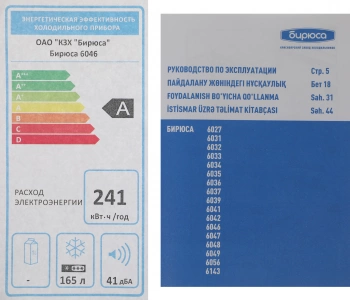 ЭНЕРГЕТИЧЕСКАЯ ЭФФЕКТИВНОСТЬ
ХОЛОДИЛЬНОГО ПРИБОРА
ОАО "КЗХ "Бирюса"
Бирюса 6046
A+++
A++
A+
A
B
C
D
A
РАСХОД
ЭЛЕКТРОЭНЕРГИИ
241
кВт·ч /год
-
165 л
41 дБА
бирюса
РУКОВОДСТВО ПО ЭКСПЛУАТАЦИИ Стр. 5
ПАЙДАЛАНУ ЖӨНІНДЕГІ НҰСҚАУЛЫҚ Бет 18
FOYDALANISH BO'YICHA QO'LLANMA Sah. 31
İSTİSMAR ÜZRƏ TƏLİMAT KİTABÇASI Səh. 44
БИРЮСА 6027
6031
6032
6033
6034
6035
6036
6037
6039
6041
6042
6046
6047
6048
6049
6056
6143